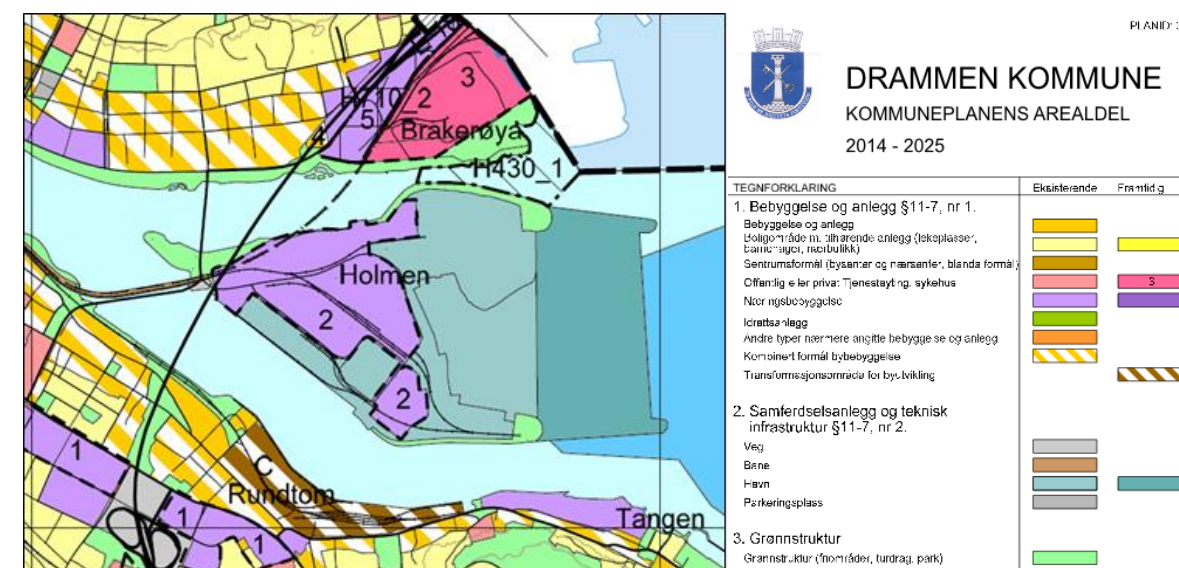 H710_2
3
5
4
Brakerøya
H430_1
Holmen
2
2
1
C
Rundtom
1
1
Tangen
PLANID:
DRAMMEN KOMMUNE
KOMMUNEPLANENS AREALDEL
2014 - 2025
TEGNFORKLARING Eksisterende Framtidig
1. Bebyggelse og anlegg §11-7, nr 1.
Bebyggelse og anlegg
Boligområde m. tilhørende anlegg (lekeplasser,
barnehager, nærbutikk)
Sentrumsformål (bysenter og nærsenter, blanda formål)
Offentlig eller privat Tjenesteyting, sykehus 3
Næringsbebyggelse
Idrettsanlegg
Andre typer nærmere angitte bebyggelse og anlegg
Kombinert formål bybebyggelse
Transformasjonsområde for byutvikling
2. Samferdselsanlegg og teknisk
infrastruktur §11-7, nr 2.
Veg
Bane
Havn
Parkeringsplass
3. Grønnstruktur
Grønnstruktur (friområder, turdrag, park)